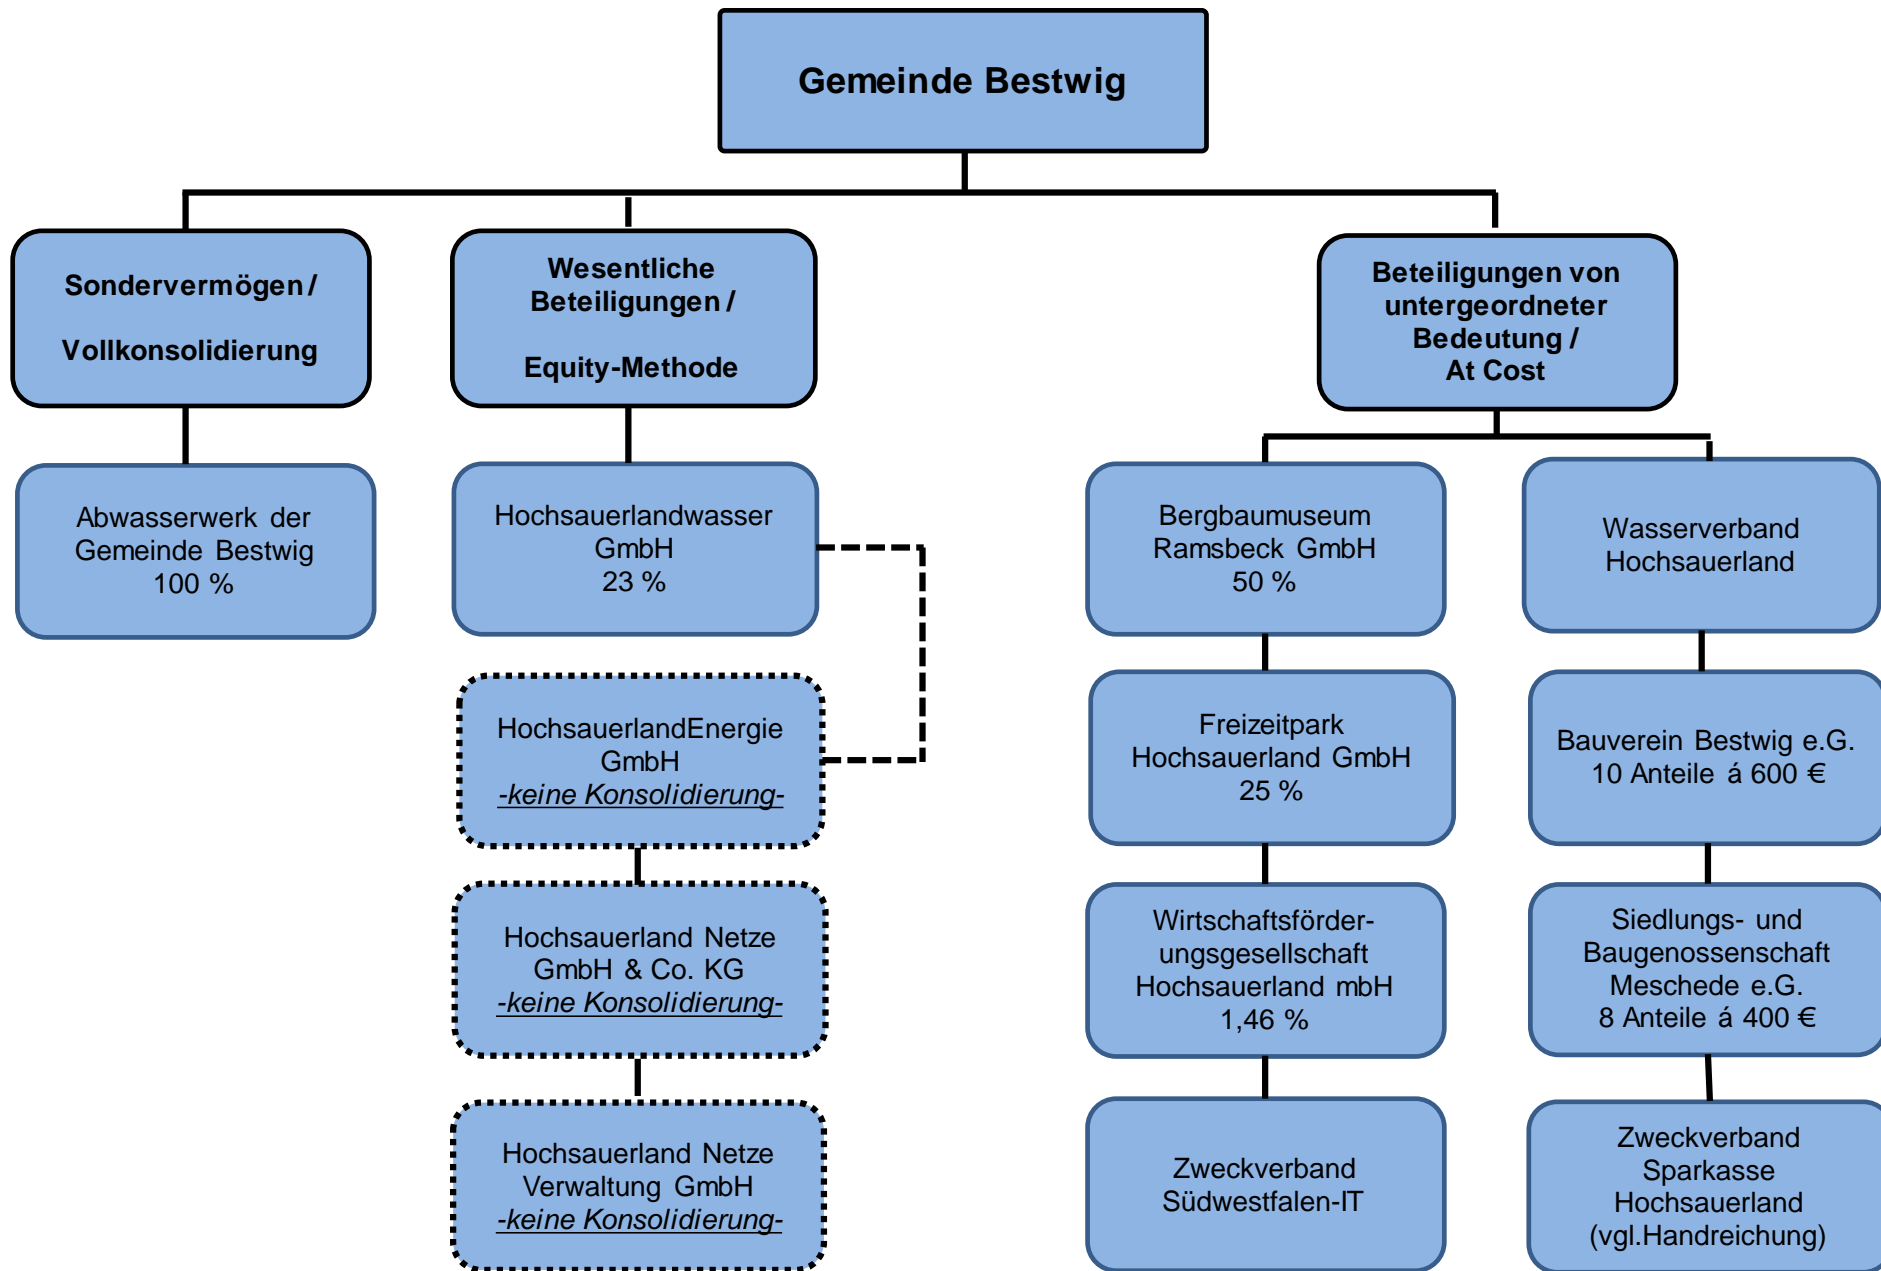 Gemeinde Bestwig
Sondervermögen /
Vollkonsolidierung
Wesentliche
Beteiligungen /
Equity-Methode
Beteiligungen von
untergeordneter
Bedeutung /
At Cost
Abwasserwerk der
Gemeinde Bestwig
100 %
Hochsauerlandwasser
GmbH
23 %
HochsauerlandEnergie
GmbH
-keine Konsolidierung-
Hochsauerland Netze
GmbH & Co. KG
-keine Konsolidierung-
Hochsauerland Netze
Verwaltung GmbH
-keine Konsolidierung-
Bergbaumuseum
Ramsbeck GmbH
50 %
Freizeitpark
Hochsauerland GmbH
25 %
Wirtschaftsförder-
ungsgesellschaft
Hochsauerland mbH
1,46 %
Zweckverband
Südwestfalen-IT
Wasserverband
Hochsauerland
Bauverein Bestwig e.G.
10 Anteile á 600 €
Siedlungs- und
Baugenossenschaft
Meschede e.G.
8 Anteile á 400 €
Zweckverband
Sparkasse
Hochsauerland
(vgl.Handreichung)